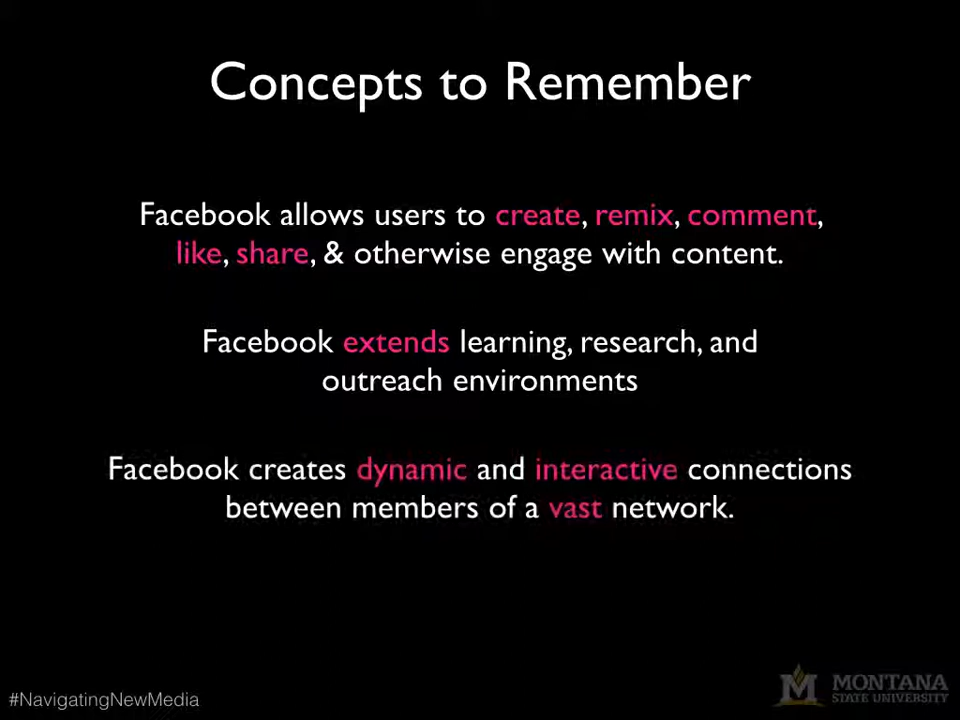 Concepts to Remember
Facebook allows users to create, remix, comment,
like, share, & otherwise engage with content.
Facebook extends learning, research, and
outreach environments
Facebook creates dynamic and interactive connections
between members of a vast network.
#NavigatingNewMedia
M MONTANA
STATE UNIVERSITY